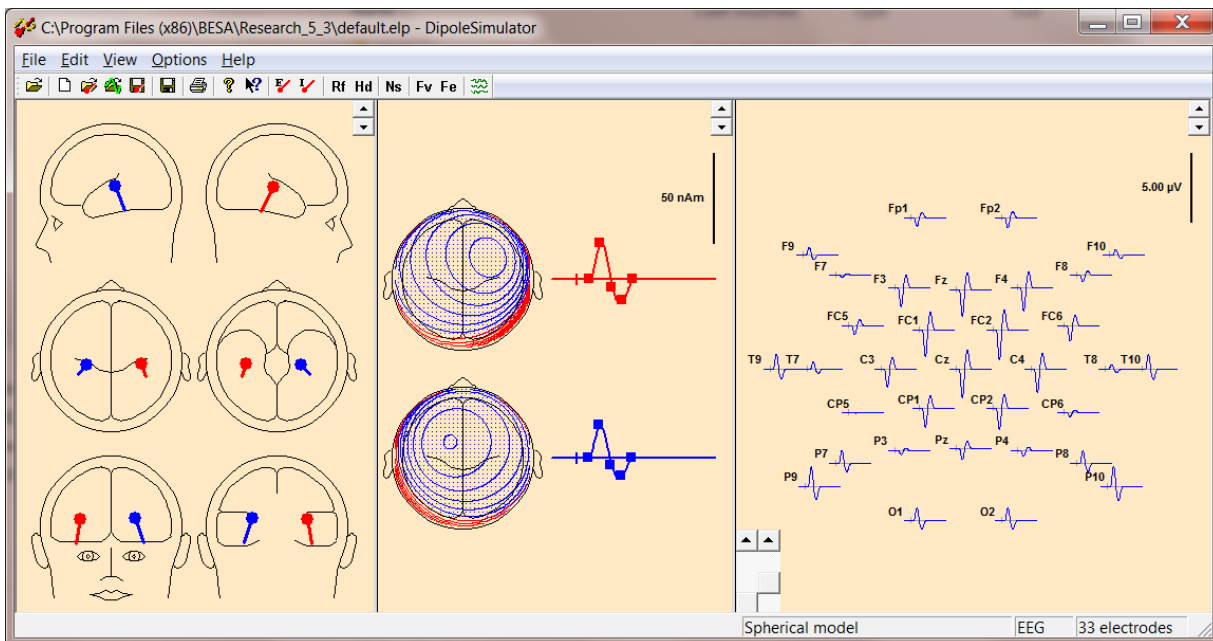 C:\Program Files (x86)\BESA\Research_5_3\default.elp - DipoleSimulator
File Edit View Options Help
E I Rf Hd Ns Fv Fe
50 nAm
5.00 µV
Fp1 Fp2
F9 F10
F7 F3 Fz F4 F8
FC5 FC1 FC2 FC6
T9 T7 C3 Cz C4 T8 T10
CP5 CP1 CP2 CP6
P7 P3 Pz P4 P8
P9 P10
O1 O2
Spherical model EEG 33 electrodes